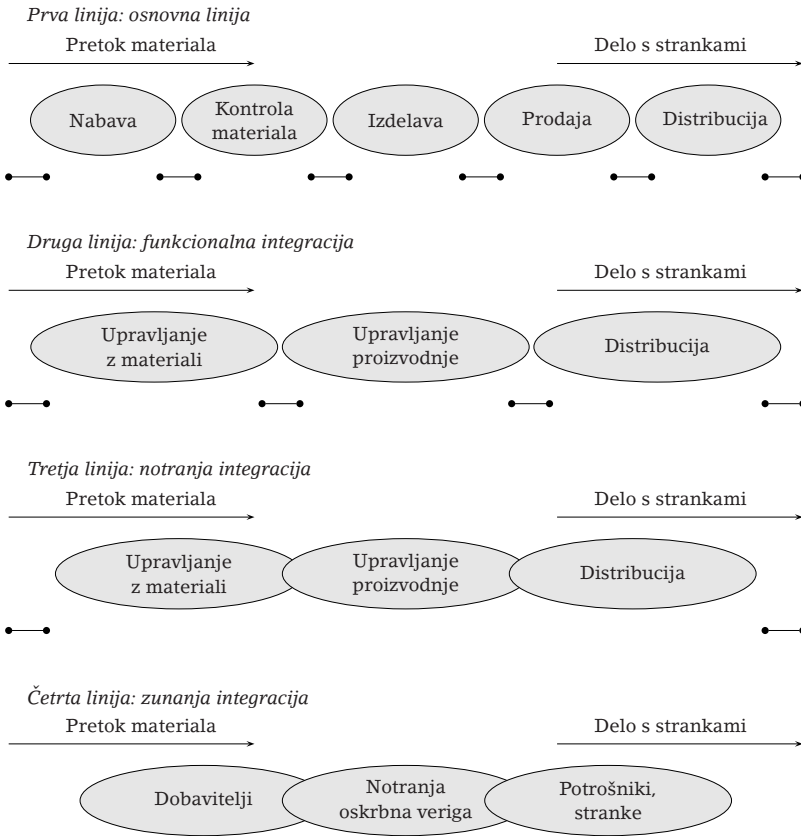 Prva linija: osnovna linija
Pretok materiala
Delo s strankami
Nabava
Kontrola
materiala
Izdelava
Prodaja
Distribucija
Druga linija: funkcionalna integracija
Pretok materiala
Delo s strankami
Upravljanje
z materiali
Upravljanje
proizvodnje
Distribucija
Tretja linija: notranja integracija
Pretok materiala
Delo s strankami
Upravljanje
z materiali
Upravljanje
proizvodnje
Distribucija
Četrta linija: zunanja integracija
Pretok materiala
Delo s strankami
Dobavitelji
Notranja
oskrbna veriga
Potrošniki,
stranke